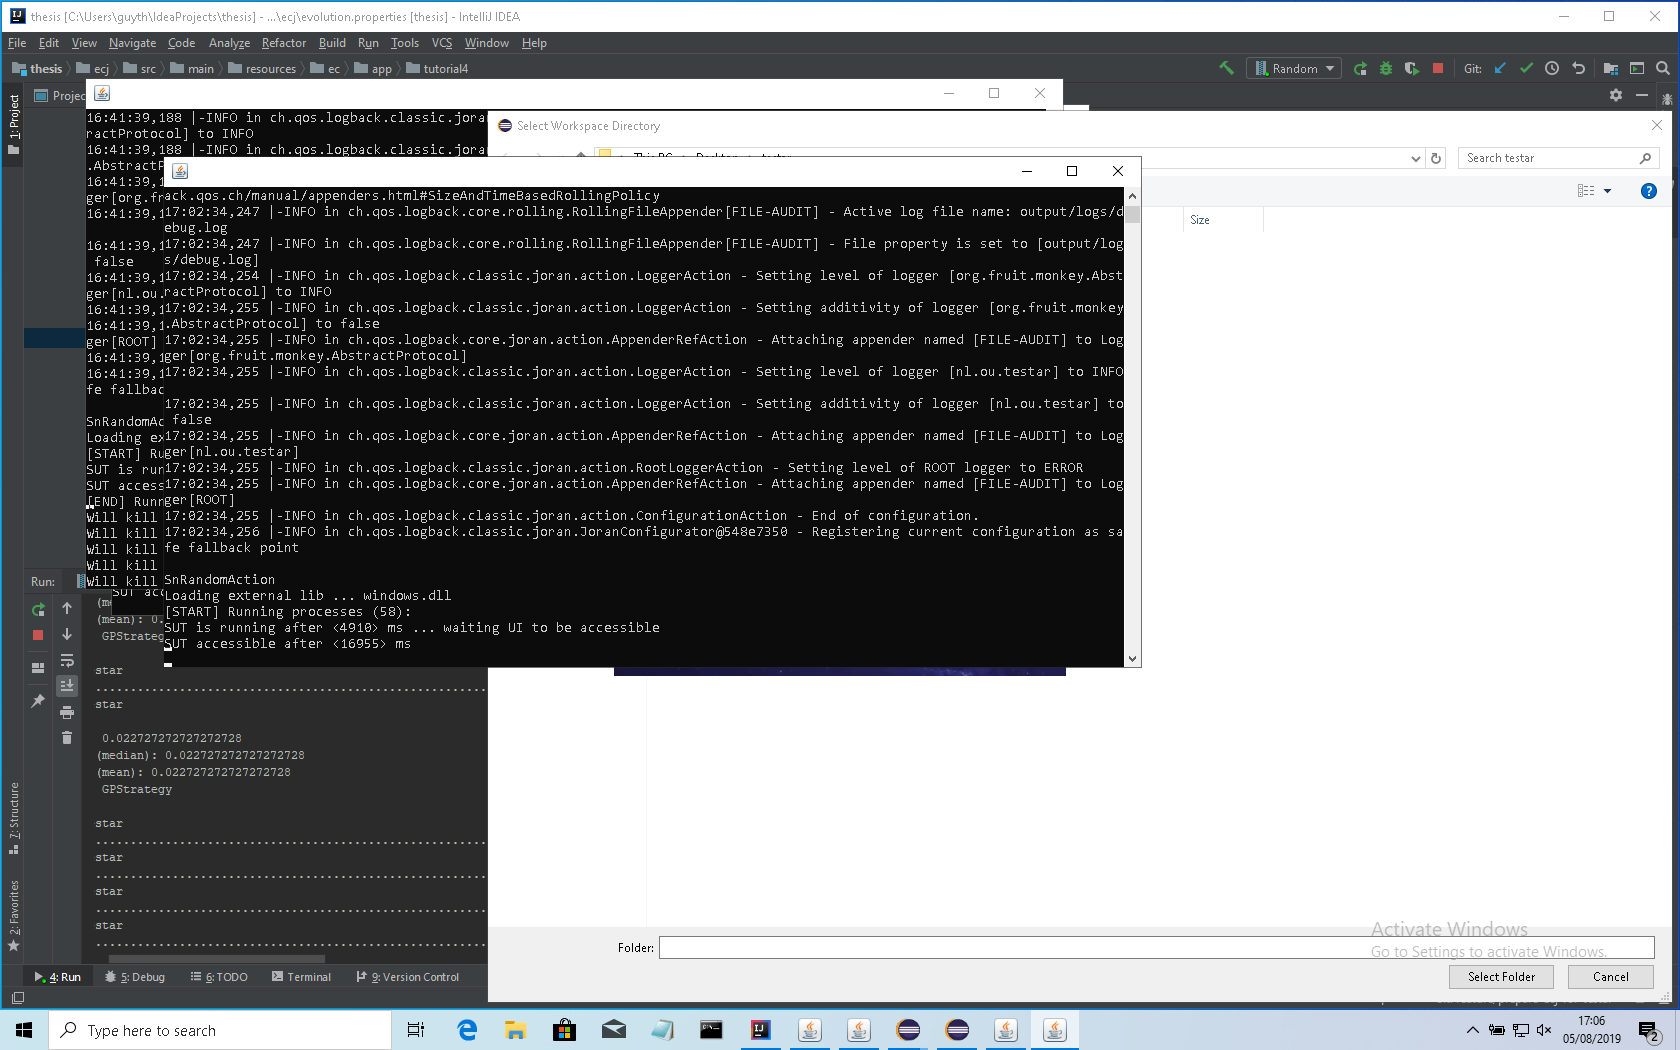 thesis [C:\Users\guyth\IdeaProjects\thesis] - ...\ecj\evolution.properties [thesis] - IntelliJ IDEA
File Edit View Navigate Code Analyze Refactor Build Run Tools VCS Window Help
thesis ecj src main resources ec app tutorial4
Random
Git:
1: Project
Projec
16:41:39,188 |-INFO in ch.qos.logback.classic.joran
ractProtocol] to INFO
16:41:39,188 |-INFO in ch.qos.logback.classic.joran
.AbstractP
16:41:39,1
ger[org.fr
16:41:39,1
16:41:39,1
false
16:41:39,1
ger[nl.ou.
16:41:39,1
16:41:39,1
ger[ROOT]
16:41:39,1
16:41:39,1
fe fallbac
SnRandomAc
Loading ex
[START] Ru
SUT is run
SUT access
[END] Runn
Will kill
Will kill
Will kill
Will kill
Will kill
SUT acc
Select Workspace Directory
Search testar
Size
ack.qos.ch/manual/appenders.html#SizeAndTimeBasedRollingPolicy
17:02:34,247 |-INFO in ch.qos.logback.core.rolling.RollingFileAppender[FILE-AUDIT] - Active log file name: output/logs/d
ebug.log
17:02:34,247 |-INFO in ch.qos.logback.core.rolling.RollingFileAppender[FILE-AUDIT] - File property is set to [output/log
s/debug.log]
17:02:34,254 |-INFO in ch.qos.logback.classic.joran.action.LoggerAction - Setting level of logger [org.fruit.monkey.Abst
ractProtocol] to INFO
17:02:34,255 |-INFO in ch.qos.logback.classic.joran.action.LoggerAction - Setting additivity of logger [org.fruit.monkey
.AbstractProtocol] to false
17:02:34,255 |-INFO in ch.qos.logback.core.joran.action.AppenderRefAction - Attaching appender named [FILE-AUDIT] to Log
ger[org.fruit.monkey.AbstractProtocol]
17:02:34,255 |-INFO in ch.qos.logback.classic.joran.action.LoggerAction - Setting level of logger [nl.ou.testar] to INFO
17:02:34,255 |-INFO in ch.qos.logback.classic.joran.action.LoggerAction - Setting additivity of logger [nl.ou.testar] to
false
17:02:34,255 |-INFO in ch.qos.logback.core.joran.action.AppenderRefAction - Attaching appender named [FILE-AUDIT] to Log
ger[nl.ou.testar]
17:02:34,255 |-INFO in ch.qos.logback.classic.joran.action.RootLoggerAction - Setting level of ROOT logger to ERROR
17:02:34,255 |-INFO in ch.qos.logback.core.joran.action.AppenderRefAction - Attaching appender named [FILE-AUDIT] to Log
ger[ROOT]
17:02:34,255 |-INFO in ch.qos.logback.classic.joran.action.ConfigurationAction - End of configuration.
17:02:34,256 |-INFO in ch.qos.logback.classic.joran.JoranConfigurator@548e7350 - Registering current configuration as sa
fe fallback point
SnRandomAction
Loading external lib ... windows.dll
[START] Running processes (58):
SUT is running after <4910> ms ... waiting UI to be accessible
SUT accessible after <16955> ms
Run:
(me
(mean): 0.
GPStrateg
star
star
0.022727272727272728
(median): 0.022727272727272728
(mean): 0.022727272727272728
GPStrategy
star
star
star
star
7: Structure
2: Favorites
Folder:
Activate Windows
Go to Settings to activate Windows.
Select Folder Cancel
4: Run 5: Debug 6: TODO Terminal 9: Version Control
Type here to search
17:06
05/08/2019
2